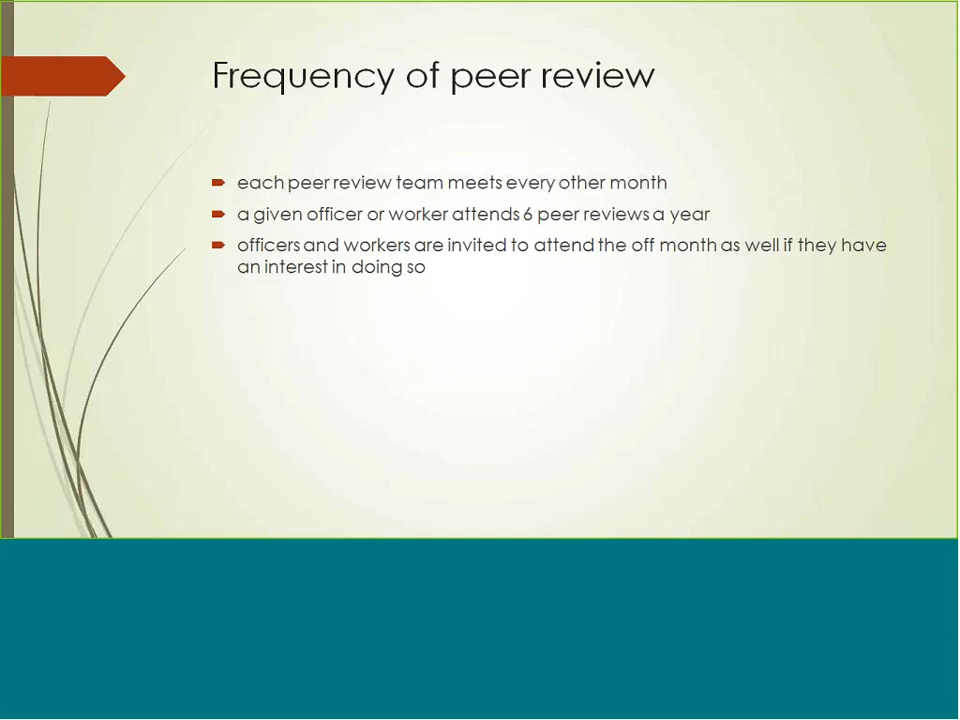 Frequency of peer review
each peer review team meets every other month
a given officer or worker attends 6 peer reviews a year
officers and workers are invited to attend the off month as well if they have
an interest in doing so